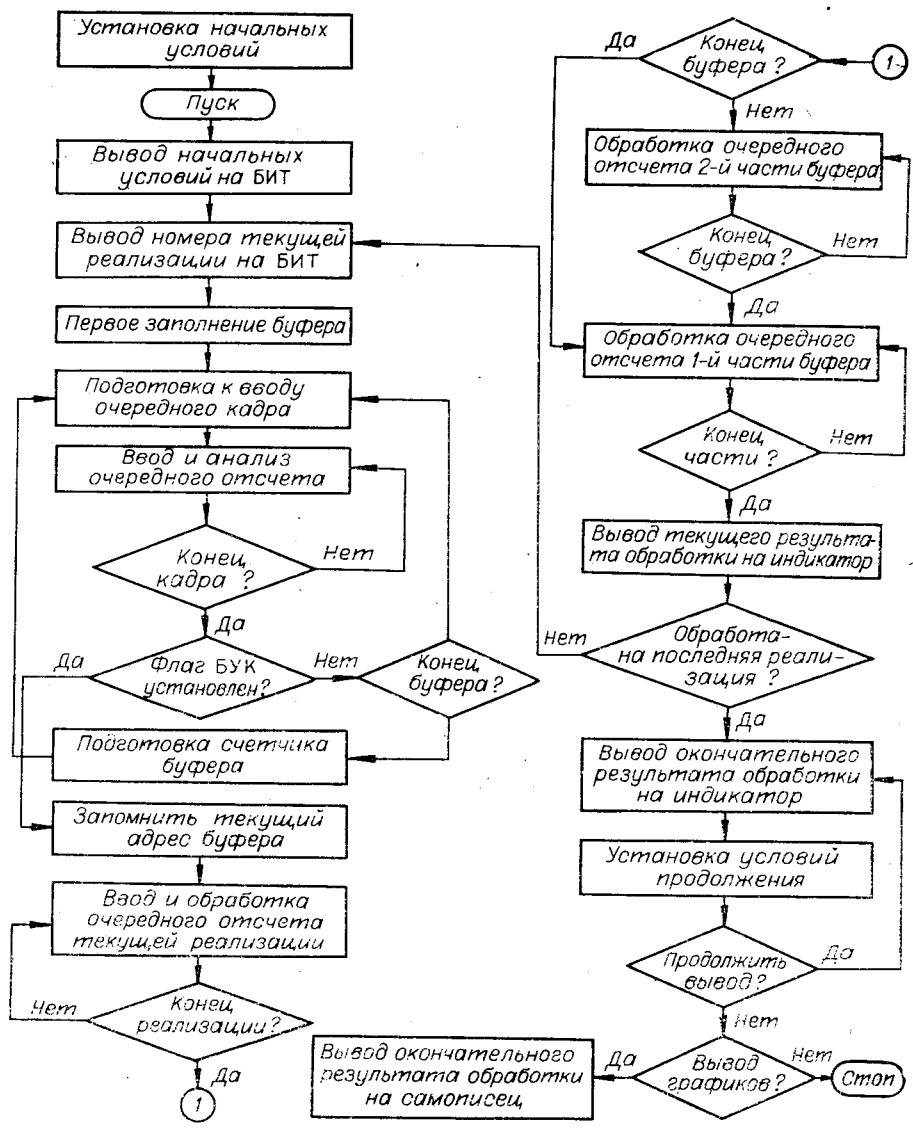 Установка начальных
условий
Пуск
Вывод начальных
условий на БИТ
Вывод номера текущей
реализации на БИТ
Первое заполнение буфера
Подготовка к вводу
очередного кадра
Ввод и анализ
очередного отсчета
Конец
кадра ?
Нет
Да
Да
Флаг БУК
установлен?
Нет
Конец
буфера?
Подготовка счетчика
буфера
Запомнить текущий
адрес буфера
Ввод и обработка
очередного отсчета
текущей реализации
Нет
Конец
реализации?
Да
1
Да
Конец
буфера ?
1
Нет
Обработка очередного
отсчета 2-й части буфера
Конец
буфера ?
Нет
Да
Обработка очередного
отсчета 1-й части буфера
Конец
части ?
Нет
Да
Вывод текущего результа-
та обработки на индикатор
Нет
Обработа-
на последняя реали-
зация ?
Да
Вывод окончательного
результата обработки
на индикатор
Установка условий
продолжения
Продолжить
вывод?
Да
Нет
Вывод
графиков?
Нет
Стоп
Да
Вывод окончательного
результата обработки
на самописец